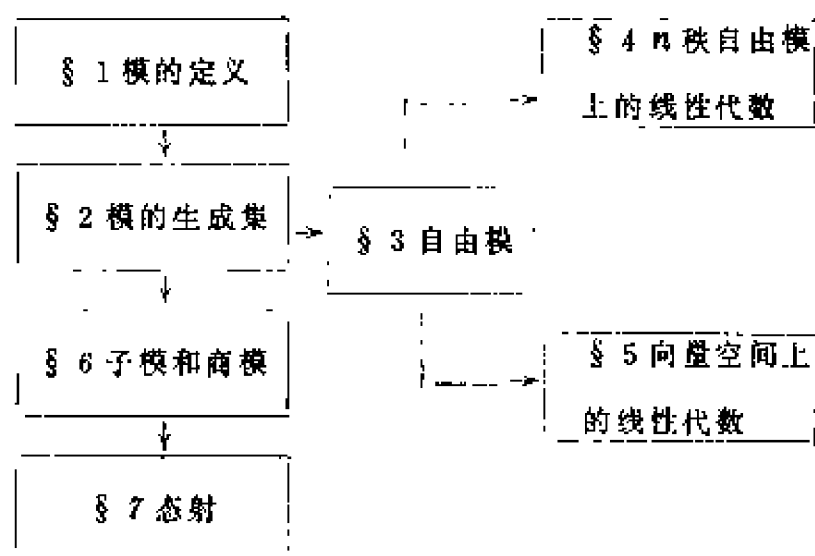 § 1 模的定义
§ 2 模的生成集
§ 3 自由模
§ 4 n 秩自由模
上的线性代数
§ 5 向量空间上
的线性代数
§ 6 子模和商模
§ 7 态射